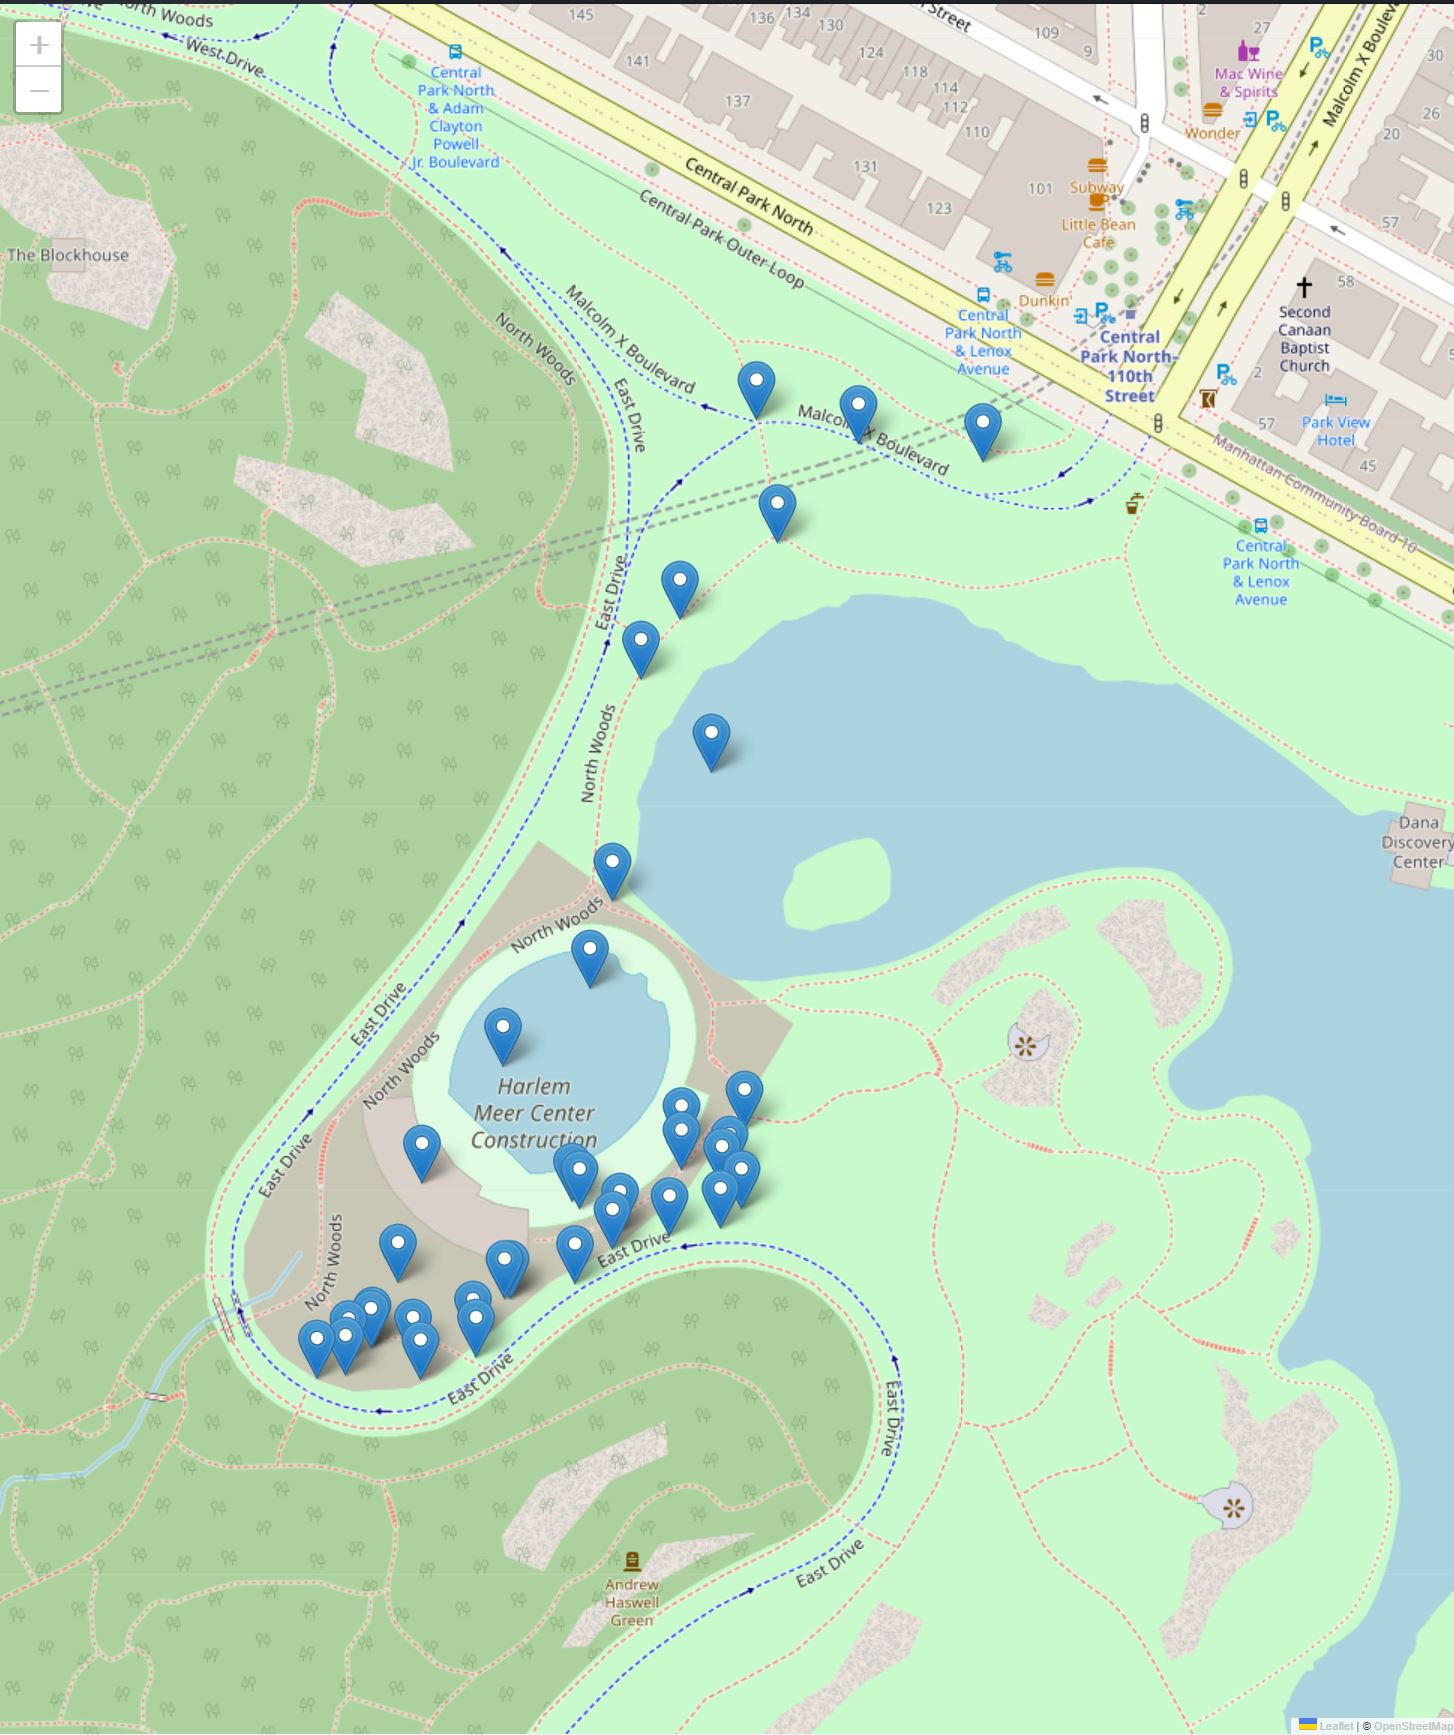 +
−
North Woods
West Drive
Central
Park North
& Adam
Clayton
Powell
Jr. Boulevard
145
141
137
136
134
130
124
118
114
112
110
131
123
109
9
101
Street
2
27
30
26
20
57
58
2
57
45
Malcolm X Boulev
Mac Wine
& Spirits
Wonder
Subway
Little Bean
Cafe
Dunkin'
Central Park North
Central Park Outer Loop
Central
Park North
& Lenox
Avenue
Central
Park North–
110th
Street
Second
Canaan
Baptist
Church
Park View
Hotel
Manhattan Community Board 10
Central
Park North
& Lenox
Avenue
The Blockhouse
North Woods
Malcolm X Boulevard
East Drive
Malcolm X Boulevard
East Drive
North Woods
Dana
Discovery
Center
North Woods
East Drive
North Woods
Harlem
Meer Center
Construction
East Drive
North Woods
East Drive
East Drive
East Drive
East Drive
Andrew
Haswell
Green
Leaflet | © OpenStreetMap